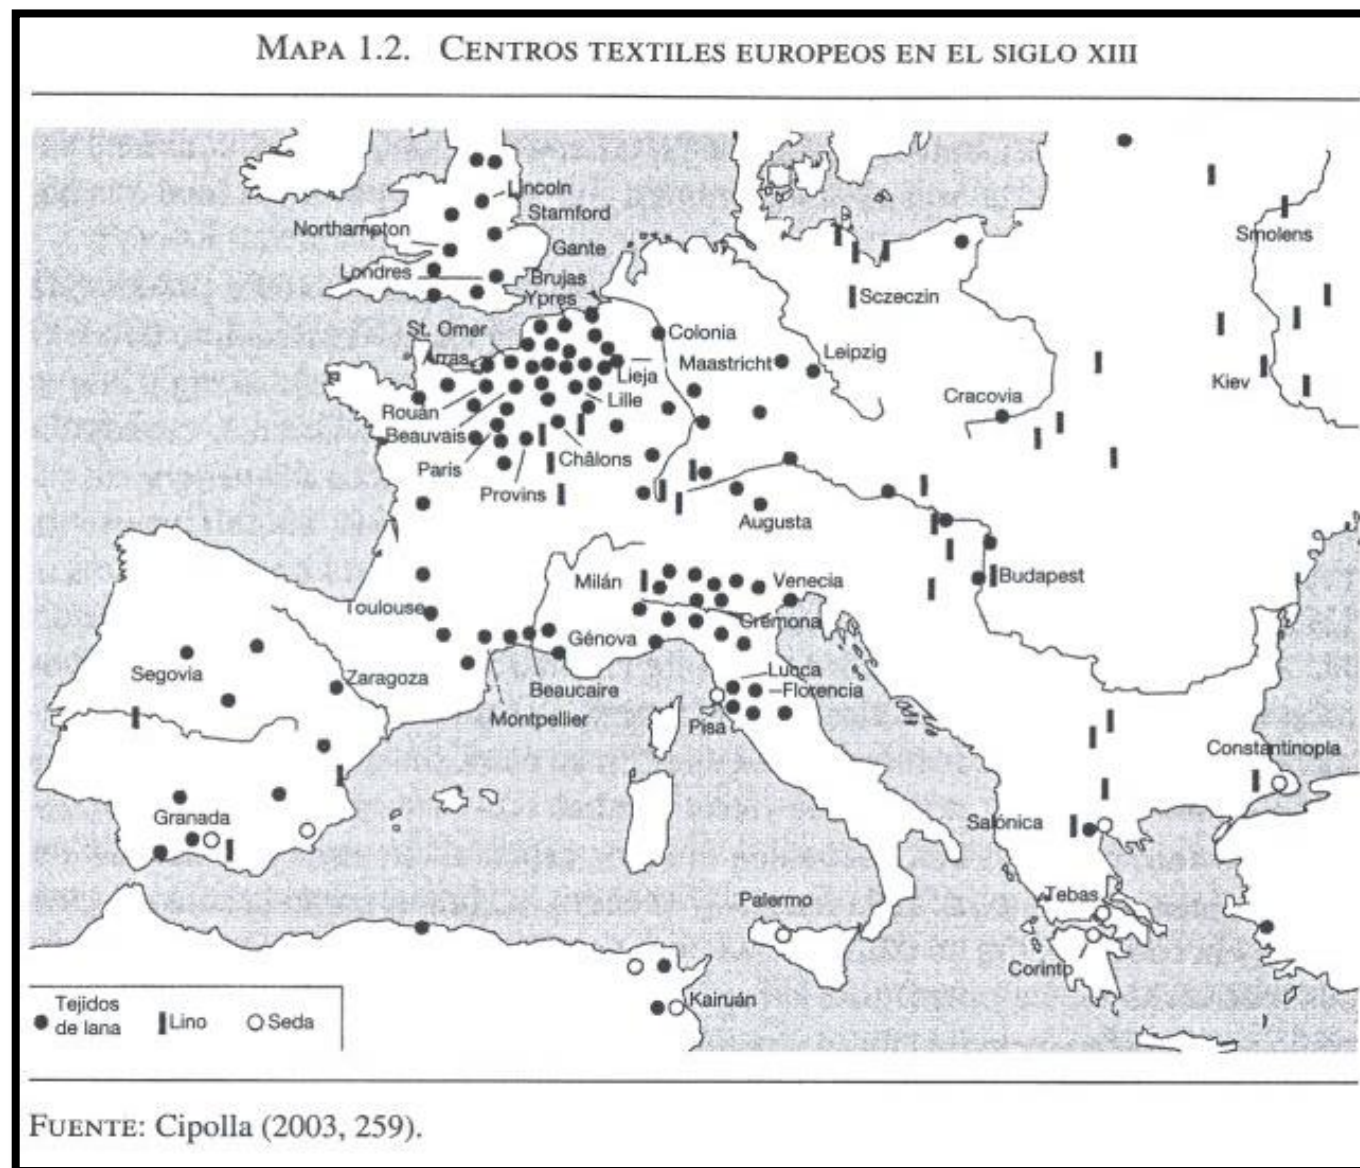 MAPA 1.2. CENTROS TEXTILES EUROPEOS EN EL SIGLO XIII
Lincoln
Stamford
Northampton
Gante
Londres
Brujas
Ypres
Smolens
Sczeczin
St. Omer
Colonia
Arras
Maastricht
Leipzig
Lieja
Kiev
Lille
Cracovia
Rouan
Beauvais
Paris
Châlons
Provins
Augusta
Milán
Venecia
Budapest
Toulouse
Cremona
Génova
Segovia
Zaragoza
Lucca
Beaucaire
Florencia
Montpellier
Pisa
Constantinopla
Granada
Salónica
Palermo
Tebas
Corinto
Kairuán
Tejidos
de lana
Lino
Seda
FUENTE: Cipolla (2003, 259).